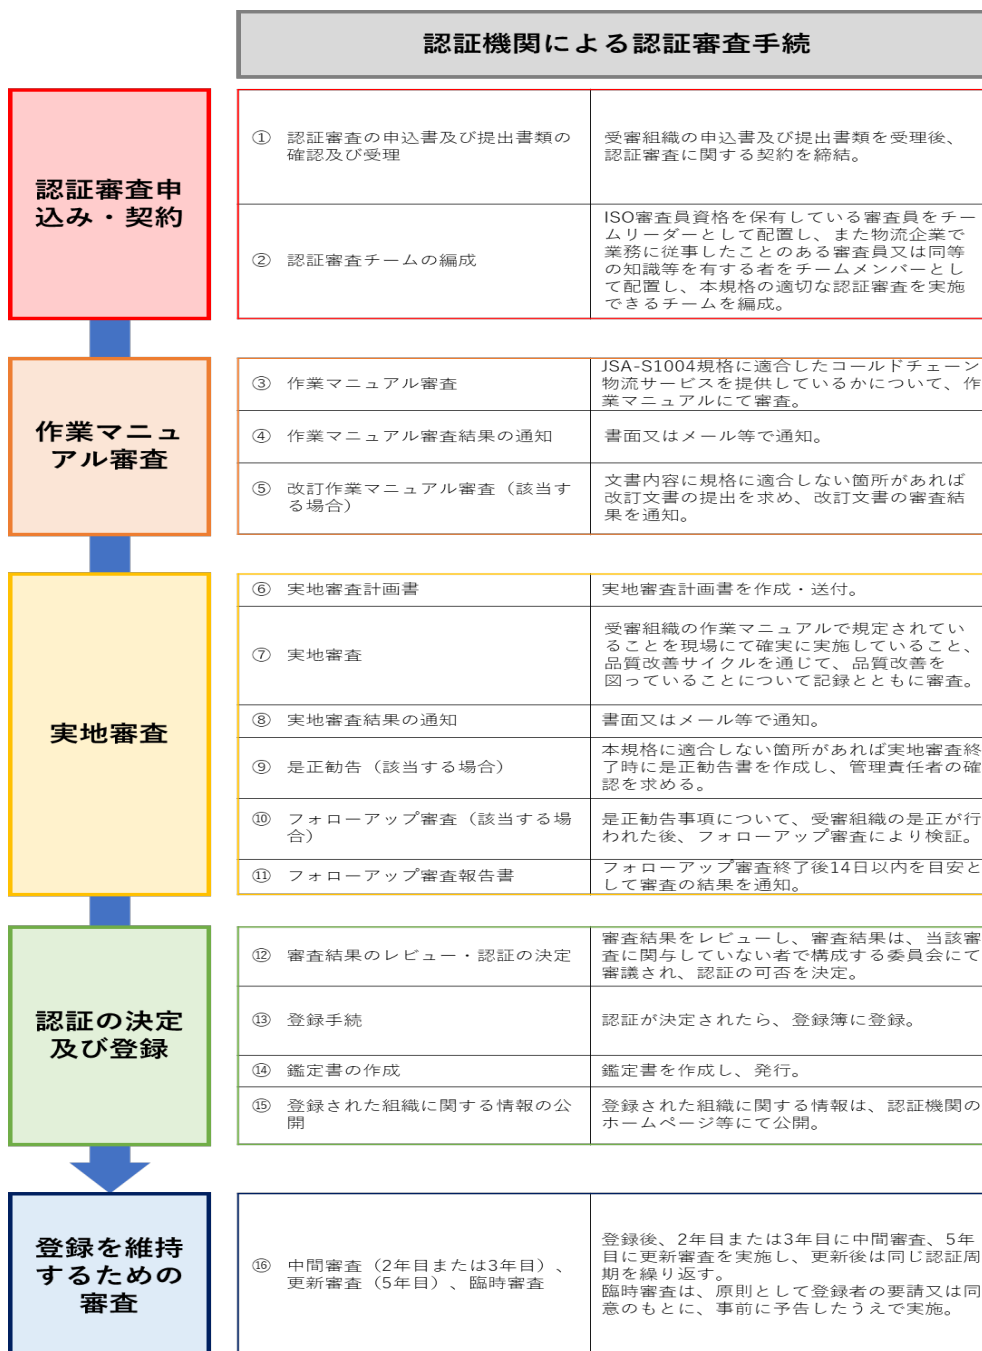 認証機関による認証審査手続
認証審査申
込み・契約
① 認証審査の申込書及び提出書類の
確認及び受理
受審組織の申込書及び提出書類を受理後、
認証審査に関する契約を締結。
② 認証審査チームの編成
ISO審査員資格を保有している審査員をチー
ムリーダーとして配置し、また物流企業で
業務に従事したことのある審査員又は同等
の知識等を有する者をチームメンバーとし
て配置し、本規格の適切な認証審査を実施
できるチームを編成。
作業マニュ
アル審査
③ 作業マニュアル審査
JSA-S1004規格に適合したコールドチェーン
物流サービスを提供しているかについて、作
業マニュアルにて審査。
④ 作業マニュアル審査結果の通知
書面又はメール等で通知。
⑤ 改訂作業マニュアル審査（該当す
る場合）
文書内容に規格に適合しない箇所があれば
改訂文書の提出を求め、改訂文書の審査結
果を通知。
実地審査
⑥ 実地審査計画書
実地審査計画書を作成・送付。
⑦ 実地審査
受審組織の作業マニュアルで規定されてい
ることを現場にて確実に実施していること、
品質改善サイクルを通じて、品質改善を
図っていることについて記録とともに審査。
⑧ 実地審査結果の通知
書面又はメール等で通知。
⑨ 是正勧告（該当する場合）
本規格に適合しない箇所があれば実地審査終
了時に是正勧告書を作成し、管理責任者の確
認を求める。
⑩ フォローアップ審査（該当する場
合）
是正勧告事項について、受審組織の是正が行
われた後、フォローアップ審査により検証。
⑪ フォローアップ審査報告書
フォローアップ審査終了後14日以内を目安と
して審査の結果を通知。
認証の決定
及び登録
⑫ 審査結果のレビュー・認証の決定
審査結果をレビューし、審査結果は、当該審
査に関与していない者で構成する委員会にて
審議され、認証の可否を決定。
⑬ 登録手続
認証が決定されたら、登録簿に登録。
⑭ 鑑定書の作成
鑑定書を作成し、発行。
⑮ 登録された組織に関する情報の公
開
登録された組織に関する情報は、認証機関の
ホームページ等にて公開。
登録を維持
するための
審査
⑯ 中間審査（2年目または3年目）、
更新審査（5年目）、臨時審査
登録後、2年目または3年目に中間審査、5年
目に更新審査を実施し、更新後は同じ認証周
期を繰り返す。
臨時審査は、原則として登録者の要請又は同
意のもとに、事前に予告したうえで実施。